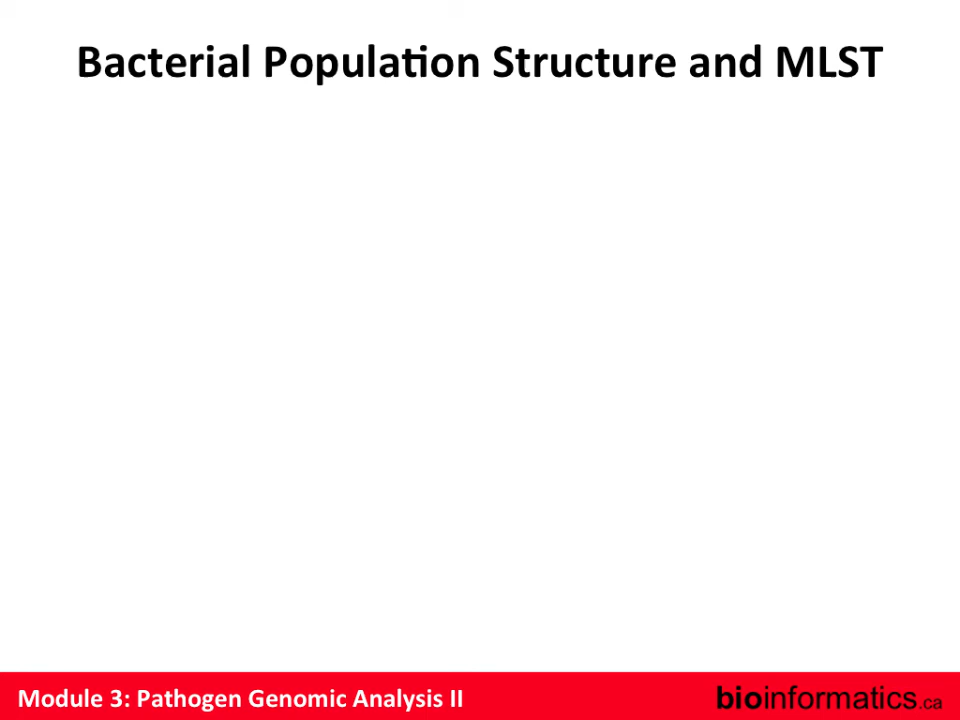 Bacterial Population Structure and MLST
Module 3: Pathogen Genomic Analysis II
bioinformatics.ca